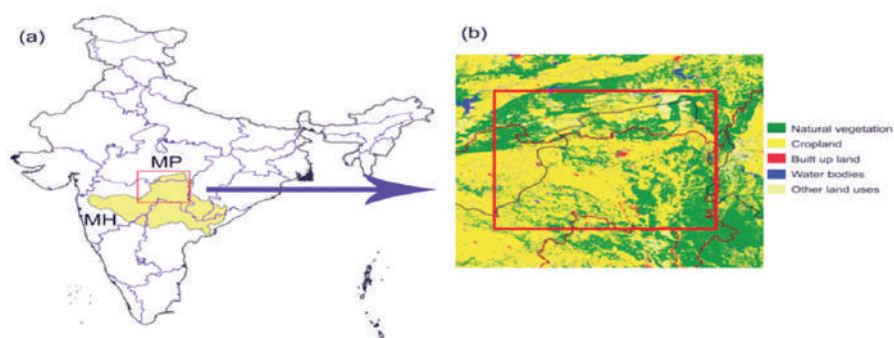 (a)
MP
MH
(b)
Natural vegetation
Cropland
Built up land
Water bodies
Other land uses